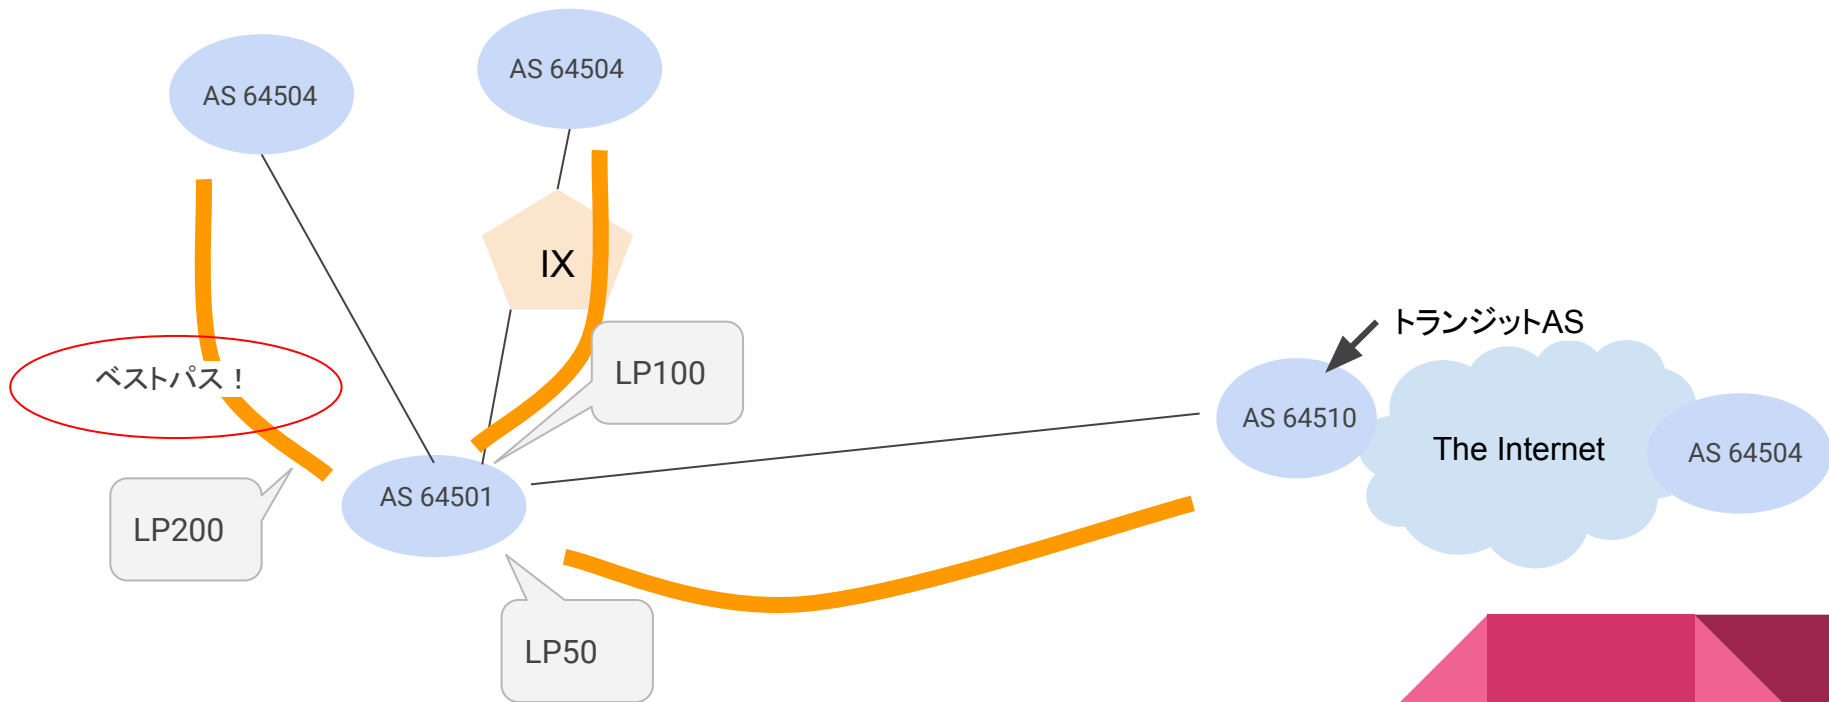 AS 64504
AS 64504
IX
トランジットAS
ベストパス！
LP100
AS 64510
The Internet
AS 64504
AS 64501
LP200
LP50